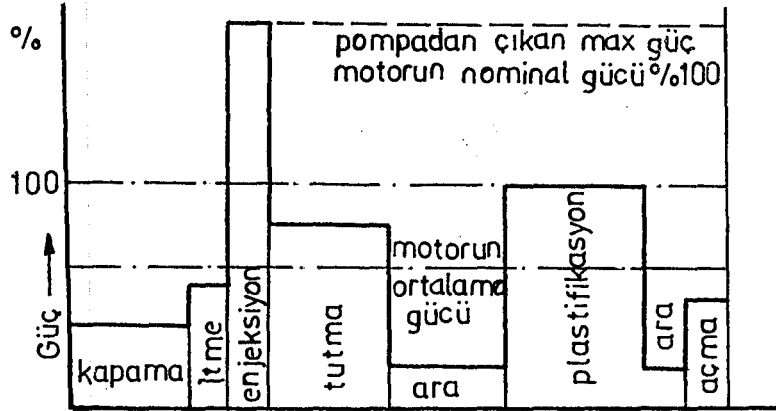 %
pompadan çıkan max güç
motorun nominal gücü %100
100
Güç
kapama
itme
enjeksiyon
tutma
motorun
ortalama
gücü
ara
plastifikasyon
ara
açma